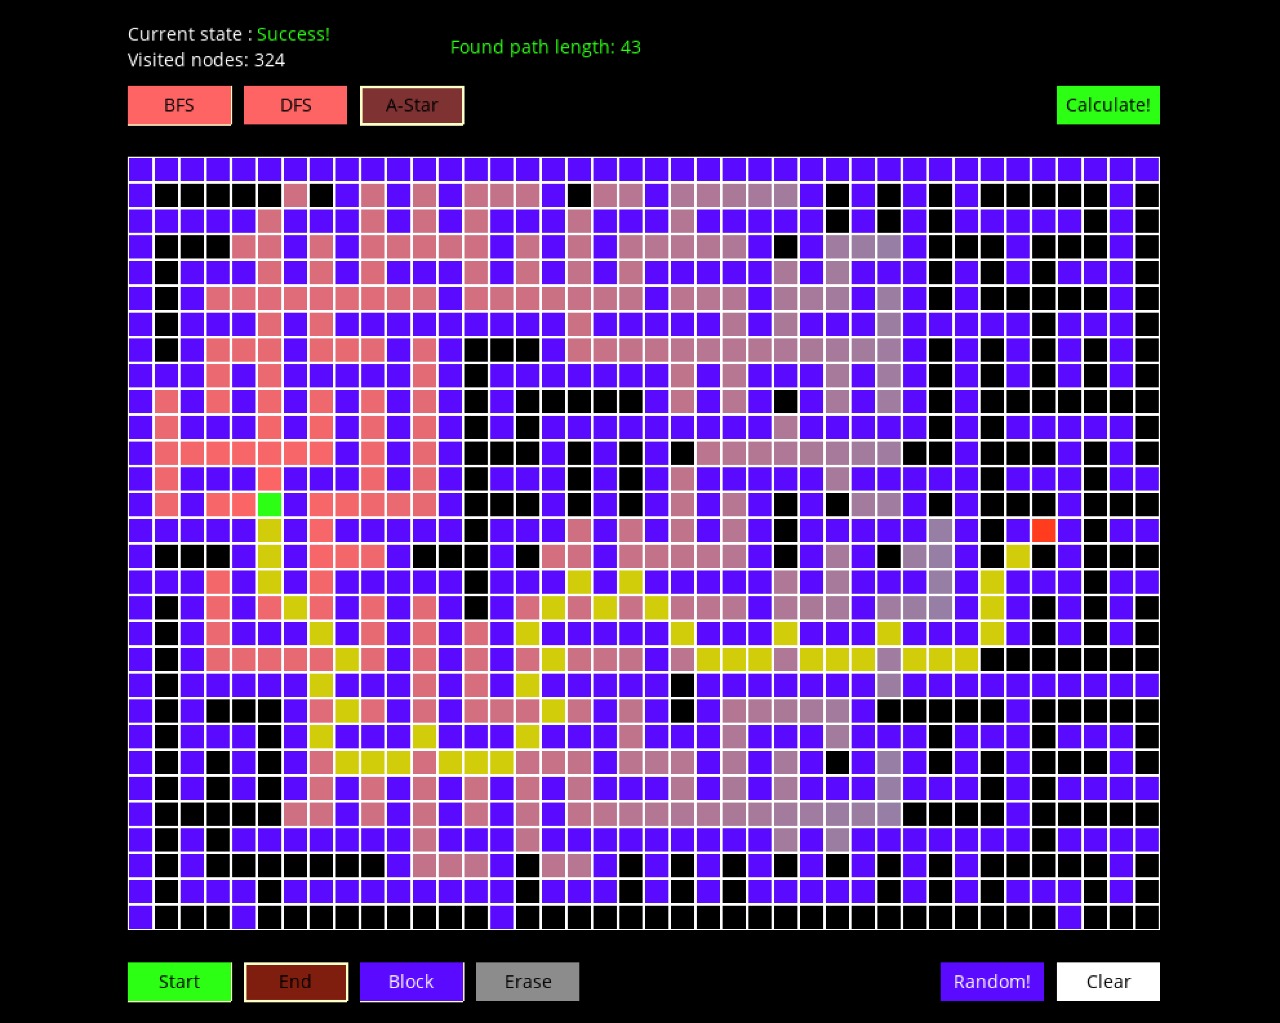 Current state : Success!
Visited nodes: 324
Found path length: 43
BFS
DFS
A-Star
Calculate!
Start
End
Block
Erase
Random!
Clear